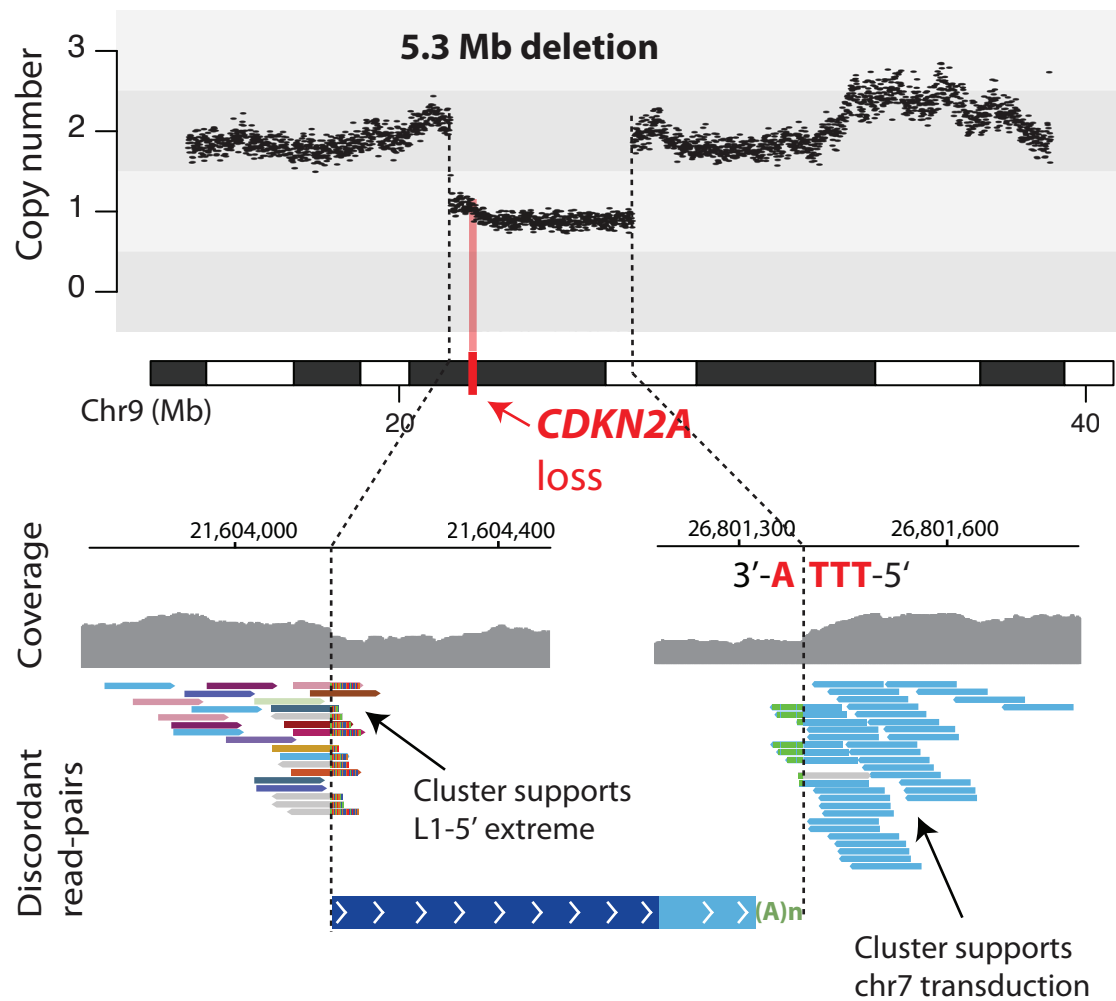 5.3 Mb deletion
Copy number
3
2
1
0
Chr9 (Mb)
20
40
CDKN2A
loss
Coverage
21,604,000
21,604,400
26,801,300
26,801,600
3'-A TTT-5‘
Discordant
read-pairs
Cluster supports
L1-5’ extreme
(A)n
Cluster supports
chr7 transduction